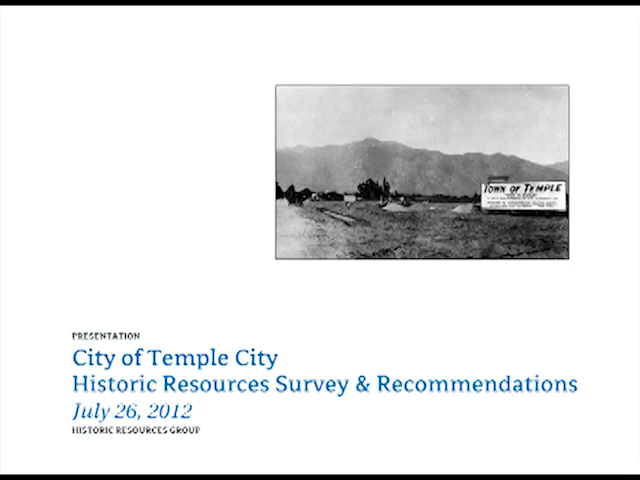 TOWN OF TEMPLE
PRESENTATION
City of Temple City
Historic Resources Survey & Recommendations
July 26, 2012
HISTORIC RESOURCES GROUP